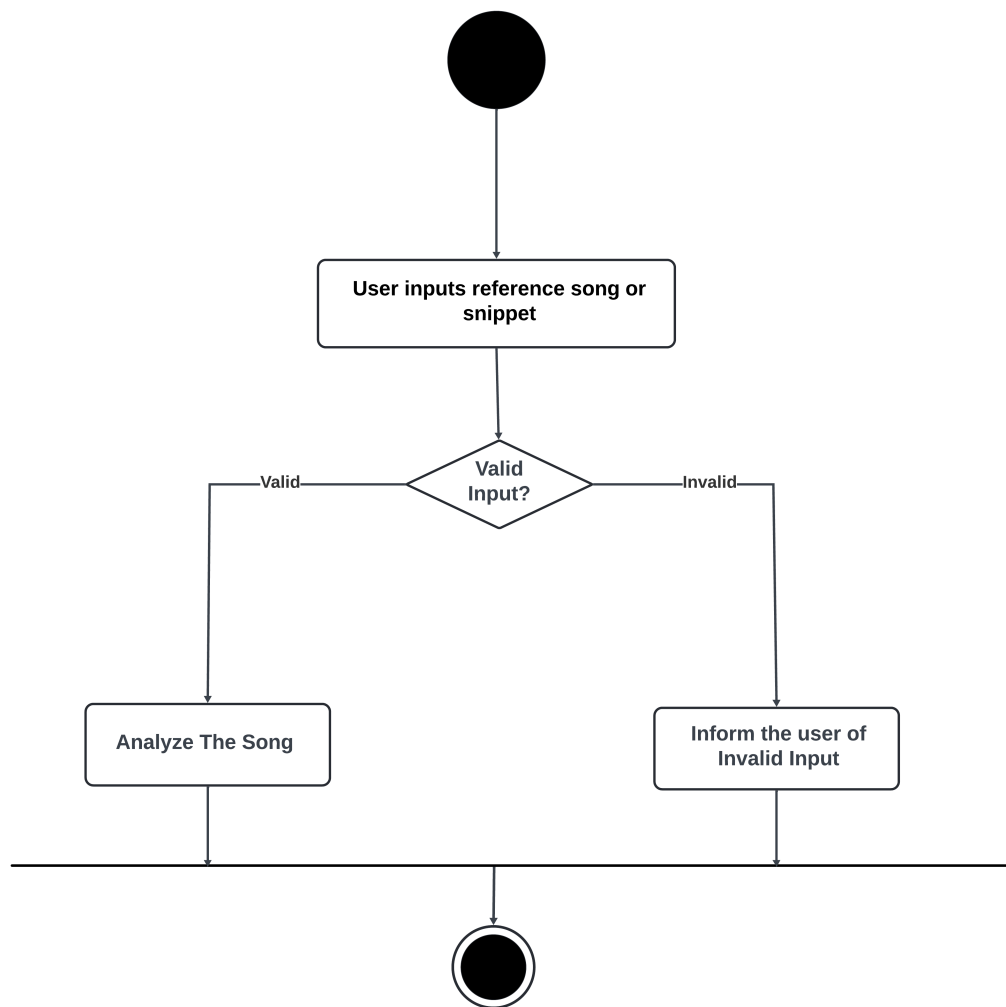 User inputs reference song or
snippet
Valid
Input?
Valid
Invalid
Analyze The Song
Inform the user of
Invalid Input